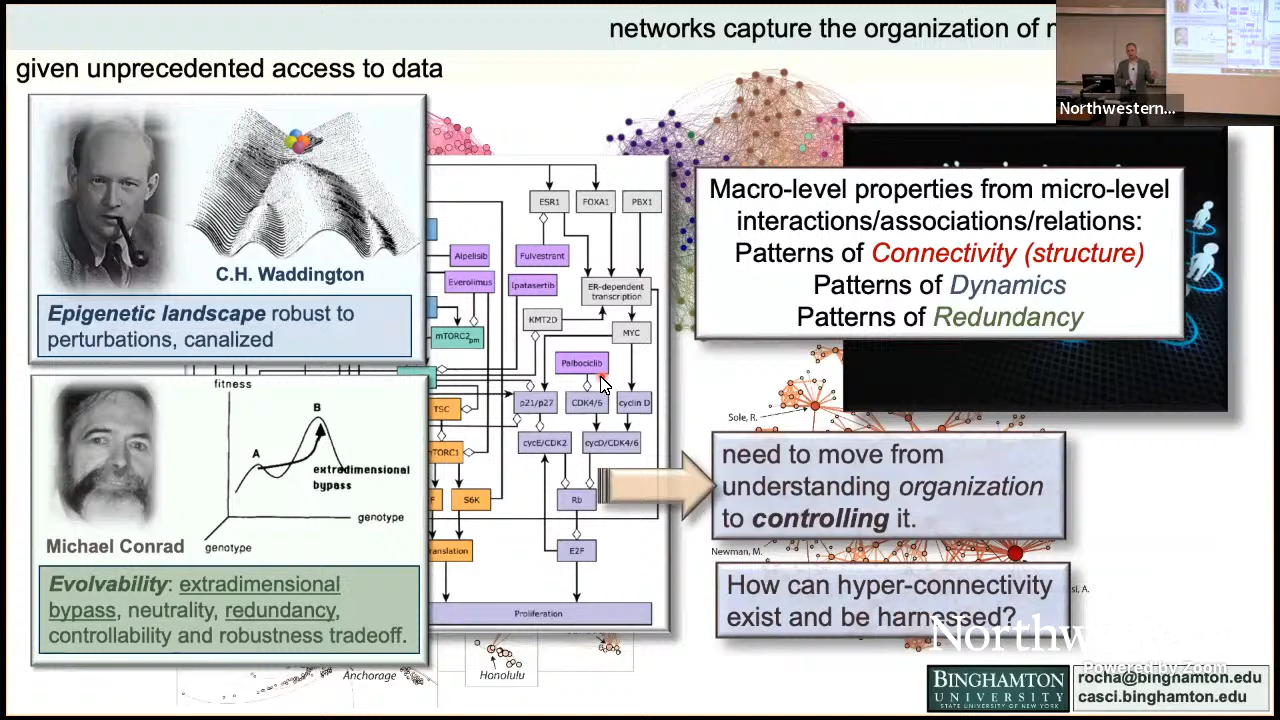 networks capture the organization of
given unprecedented access to data
Northwestern...
C.H. Waddington
Epigenetic landscape robust to
perturbations, canalized
fitness
B
A
extradimensional
bypass
genotype
genotype
Michael Conrad
Evolvability: extradimensional
bypass, neutrality, redundancy,
controllability and robustness tradeoff.
ESR1
FOXA1
PBX1
Alpelisib
Fulvestrant
Everolimus
Ipatasertib
ER-dependent
transcription
KMT2D
MYC
mTORC2pm
Palbociclib
TSC
p21/p27
CDK4/6
cyclin D
mTORC1
cycE/CDK2
cycD/CDK4/6
S6K
Rb
E2F
Proliferation
Macro-level properties from micro-level
interactions/associations/relations:
Patterns of Connectivity (structure)
Patterns of Dynamics
Patterns of Redundancy
Sole, R.
need to move from
understanding organization
to controlling it.
Newman, M.
How can hyper-connectivity
exist and be harnessed?
Anchorage
Honolulu
Powered by Zoom
BINGHAMTON
UNIVERSITY
STATE UNIVERSITY OF NEW YORK
rocha@binghamton.edu
casci.binghamton.edu